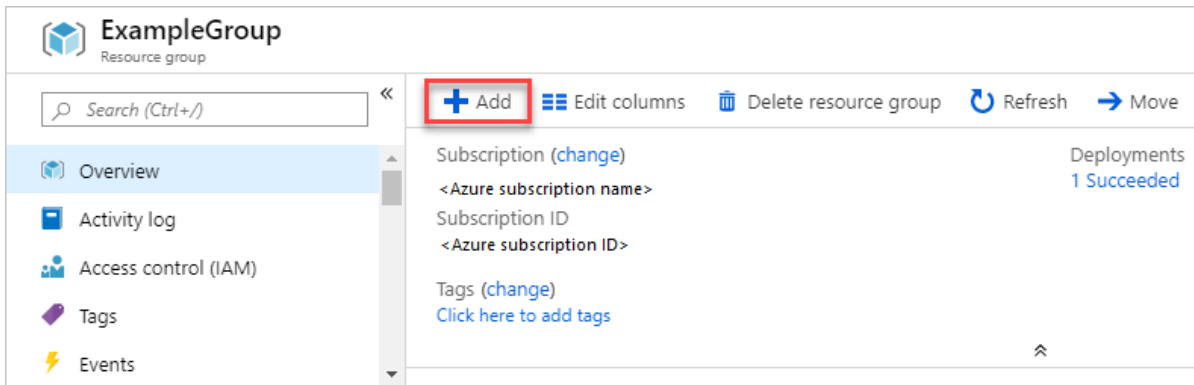 ExampleGroup
Resource group
Search (Ctrl+/)
Overview
Activity log
Access control (IAM)
Tags
Events
Add
Edit columns
Delete resource group
Refresh
Move
Subscription (change)
<Azure subscription name>
Subscription ID
<Azure subscription ID>
Tags (change)
Click here to add tags
Deployments
1 Succeeded